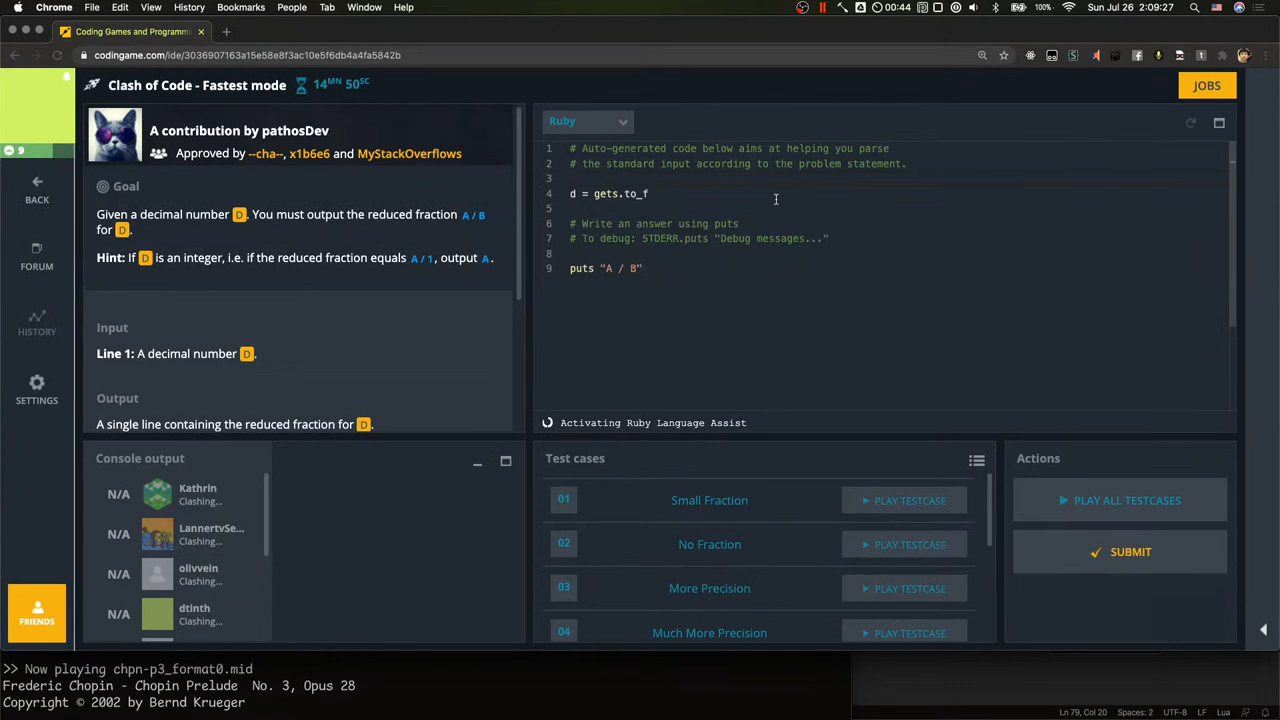 Chrome File Edit View History Bookmarks People Tab Window Help 00:44 100% Sun Jul 26 2:09:27
Coding Games and Programmi
codingame.com/ide/3036907163a15e58e8f3ac10e5f6db4a4fa5842b
Clash of Code - Fastest mode 14MN 50SC
JOBS
9
BACK
FORUM
HISTORY
SETTINGS
FRIENDS
A contribution by pathosDev
Approved by --cha--, x1b6e6 and MyStackOverflows
Goal
Given a decimal number D. You must output the reduced fraction A / B
for D.
Hint: If D is an integer, i.e. if the reduced fraction equals A / 1, output A.
Input
Line 1: A decimal number D.
Output
A single line containing the reduced fraction for D.
Ruby
1 # Auto-generated code below aims at helping you parse
2 # the standard input according to the problem statement.
3
4 d = gets.to_f
5
6 # Write an answer using puts
7 # To debug: STDERR.puts "Debug messages..."
8
9 puts "A / B"
Activating Ruby Language Assist
Console output
N/A Kathrin
Clashing...
N/A LannertvSe...
Clashing...
N/A olivvein
Clashing...
N/A dtinth
Clashing...
Test cases
01 Small Fraction PLAY TESTCASE
02 No Fraction PLAY TESTCASE
03 More Precision PLAY TESTCASE
04 Much More Precision PLAY TESTCASE
Actions
PLAY ALL TESTCASES
SUBMIT
>> Now playing chpn-p3_format0.mid
Frederic Chopin - Chopin Prelude No. 3, Opus 28
Copyright © 2002 by Bernd Krueger
Ln 79, Col 20 Spaces: 2 UTF-8 LF Lua